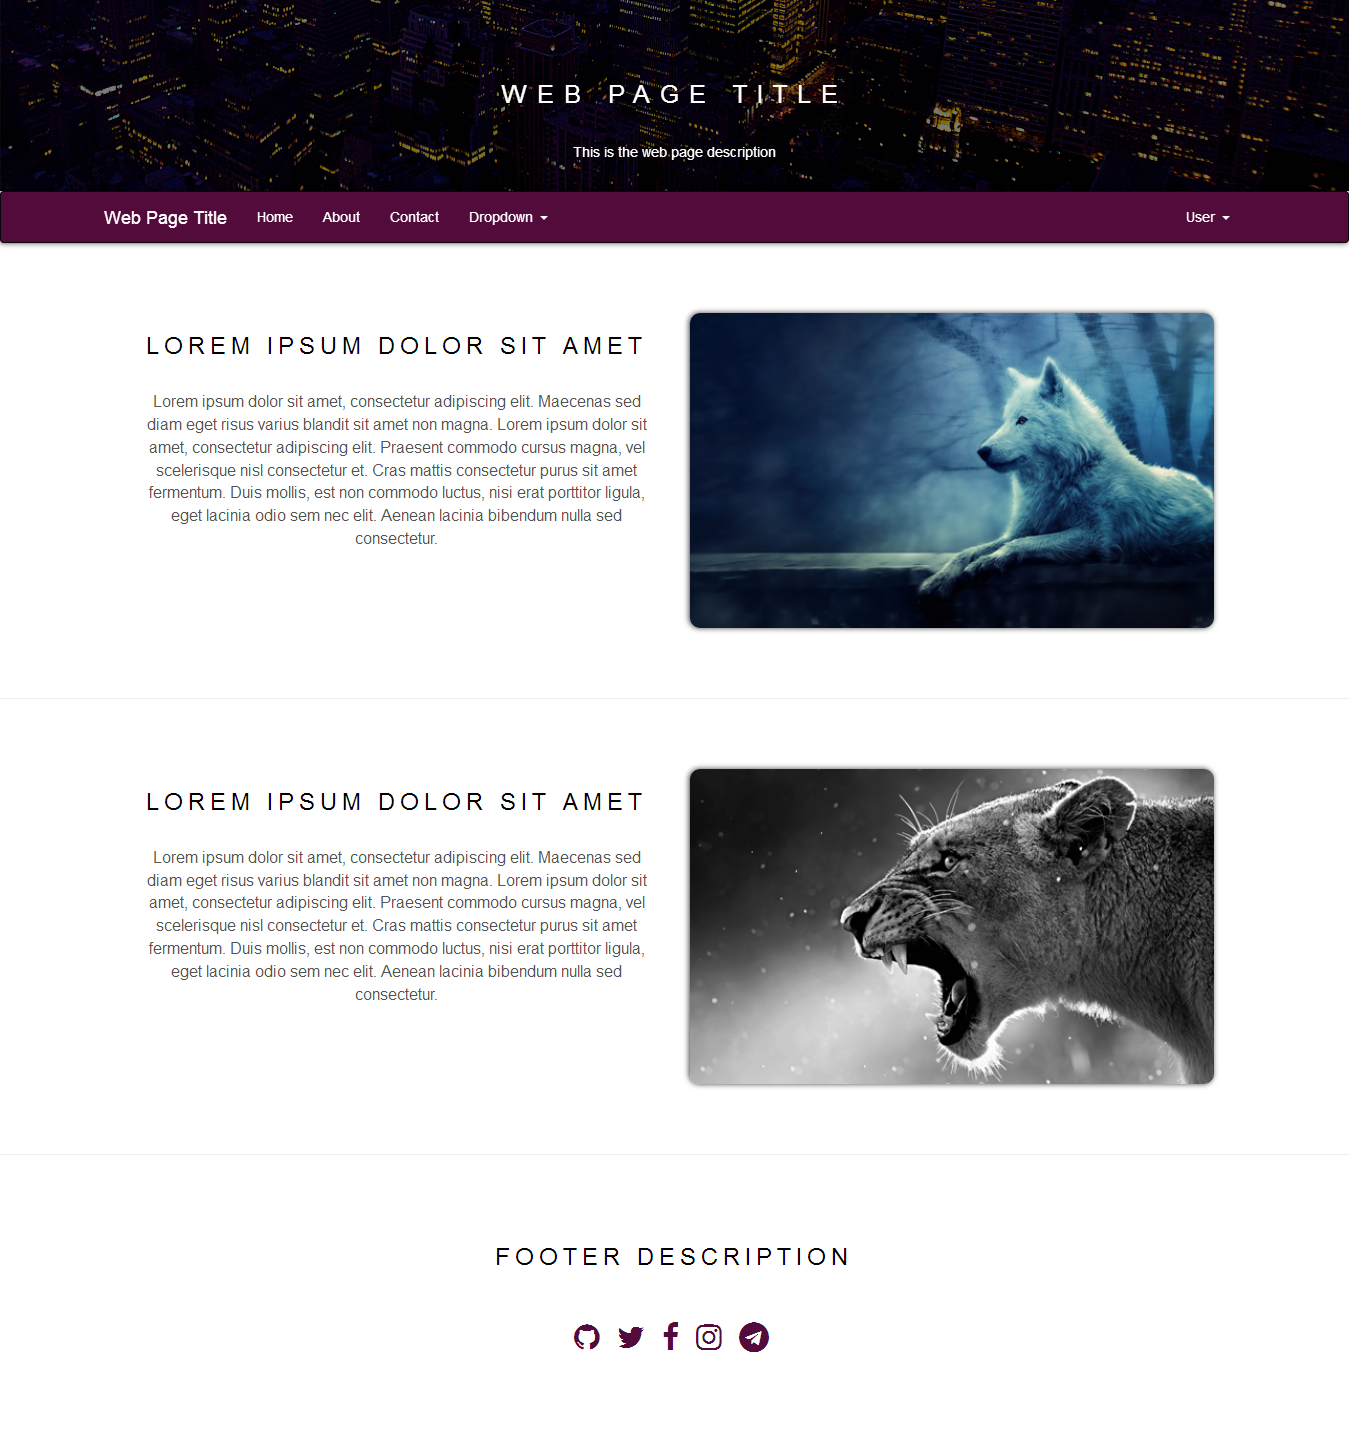 WEB PAGE TITLE
This is the web page description
Web Page Title Home About Contact Dropdown User
LOREM IPSUM DOLOR SIT AMET
Lorem ipsum dolor sit amet, consectetur adipiscing elit. Maecenas sed
diam eget risus varius blandit sit amet non magna. Lorem ipsum dolor sit
amet, consectetur adipiscing elit. Praesent commodo cursus magna, vel
scelerisque nisl consectetur et. Cras mattis consectetur purus sit amet
fermentum. Duis mollis, est non commodo luctus, nisi erat porttitor ligula,
eget lacinia odio sem nec elit. Aenean lacinia bibendum nulla sed
consectetur.
LOREM IPSUM DOLOR SIT AMET
Lorem ipsum dolor sit amet, consectetur adipiscing elit. Maecenas sed
diam eget risus varius blandit sit amet non magna. Lorem ipsum dolor sit
amet, consectetur adipiscing elit. Praesent commodo cursus magna, vel
scelerisque nisl consectetur et. Cras mattis consectetur purus sit amet
fermentum. Duis mollis, est non commodo luctus, nisi erat porttitor ligula,
eget lacinia odio sem nec elit. Aenean lacinia bibendum nulla sed
consectetur.
FOOTER DESCRIPTION